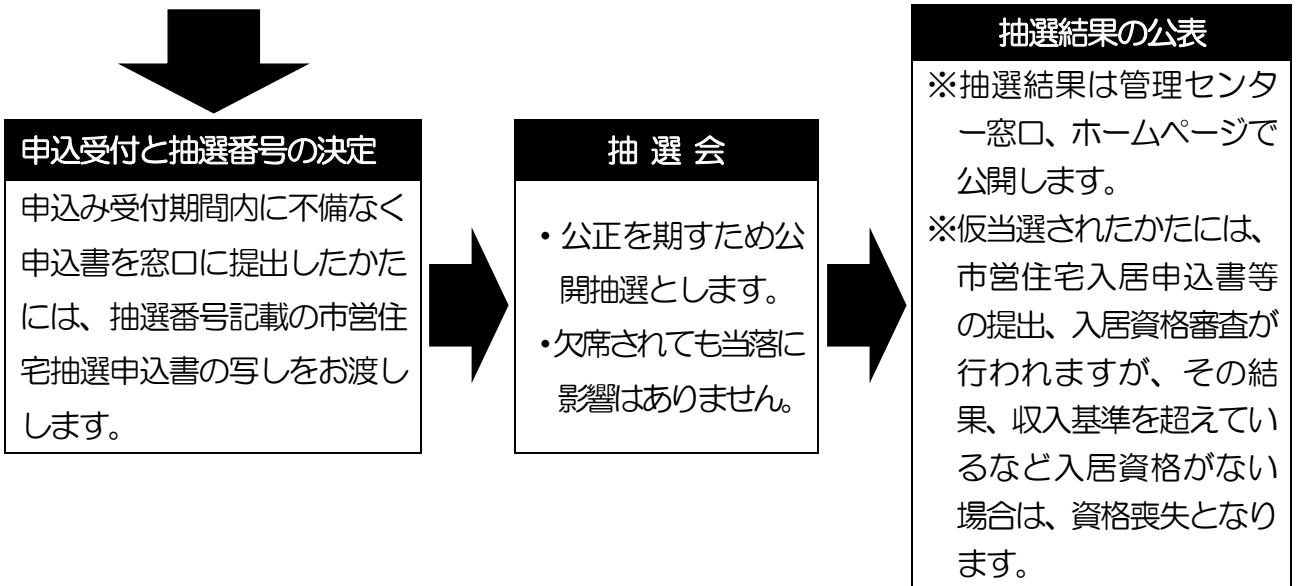 申込受付と抽選番号の決定
申込み受付期間内に不備なく
申込書を窓口に提出したかた
には、抽選番号記載の市営住
宅抽選申込書の写しをお渡し
します。
抽 選 会
・公正を期すため公
開抽選とします。
・欠席されても当落に
影響はありません。
抽選結果の公表
※抽選結果は管理センタ
ー窓口、ホームページで
公開します。
※仮当選されたかたには、
市営住宅入居申込書等
の提出、入居資格審査が
行われますが、その結
果、収入基準を超えてい
るなど入居資格がない
場合は、資格喪失となり
ます。